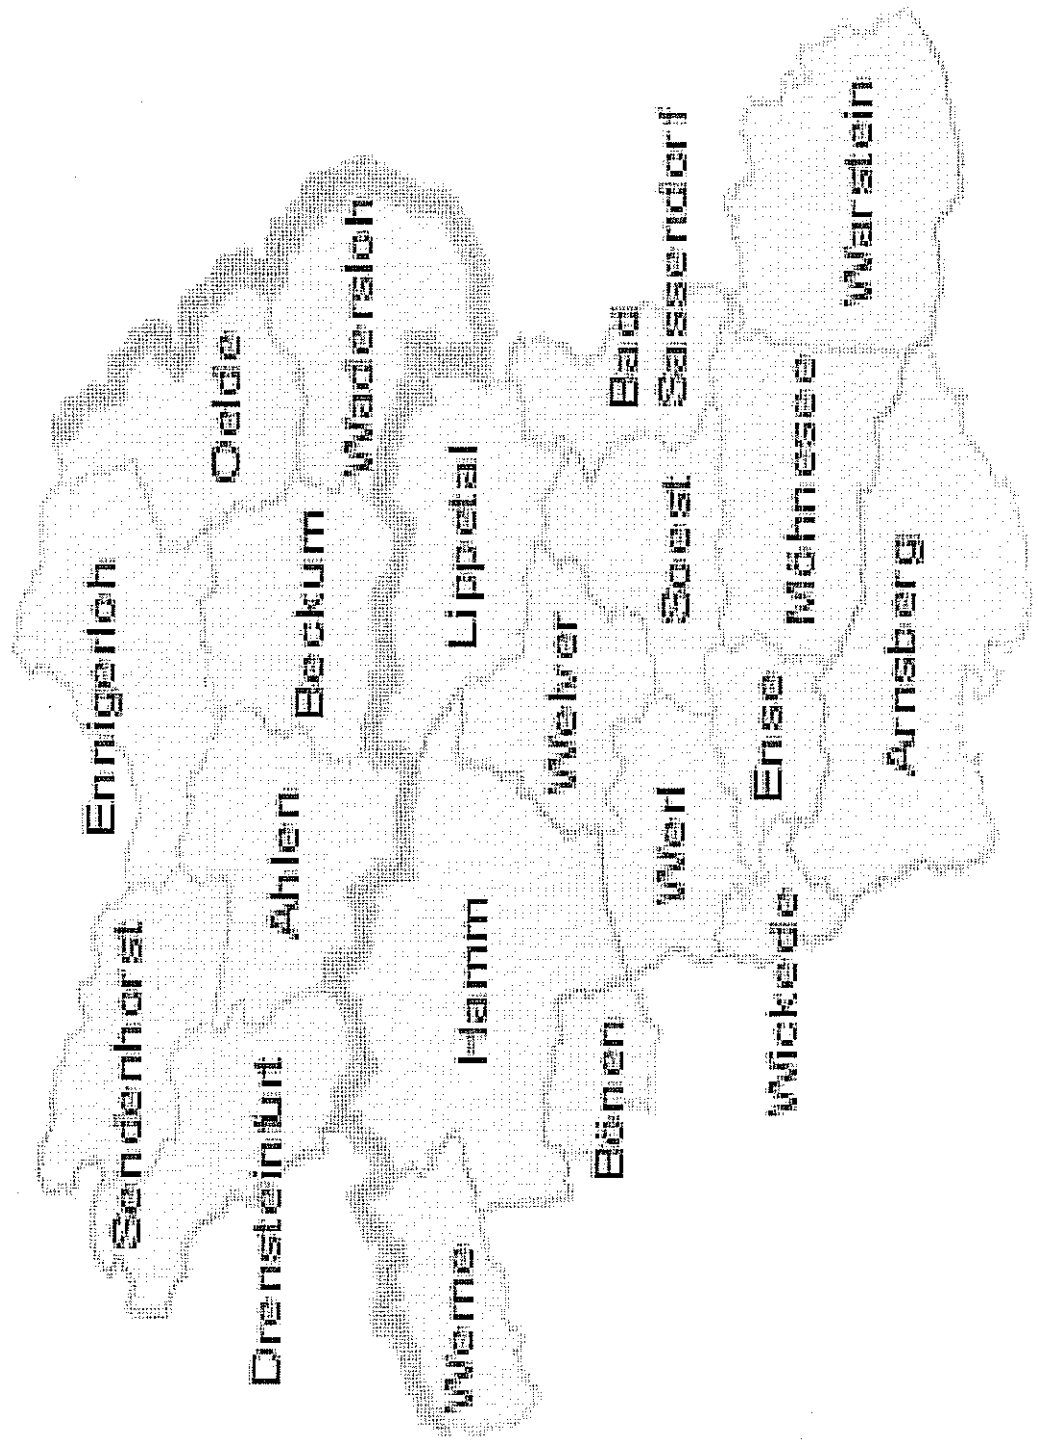 Ennigerloh
Sendenhorst
Oelde
Drensteinfurt
Ahlen
Beckum
Wadersloh
Werne
Lippetal
Hamm
Welver
Bönen
Bad
Sassendorf
Werl
Soest
Ense
Wickede
Möhnesee
Warstein
Arnsberg